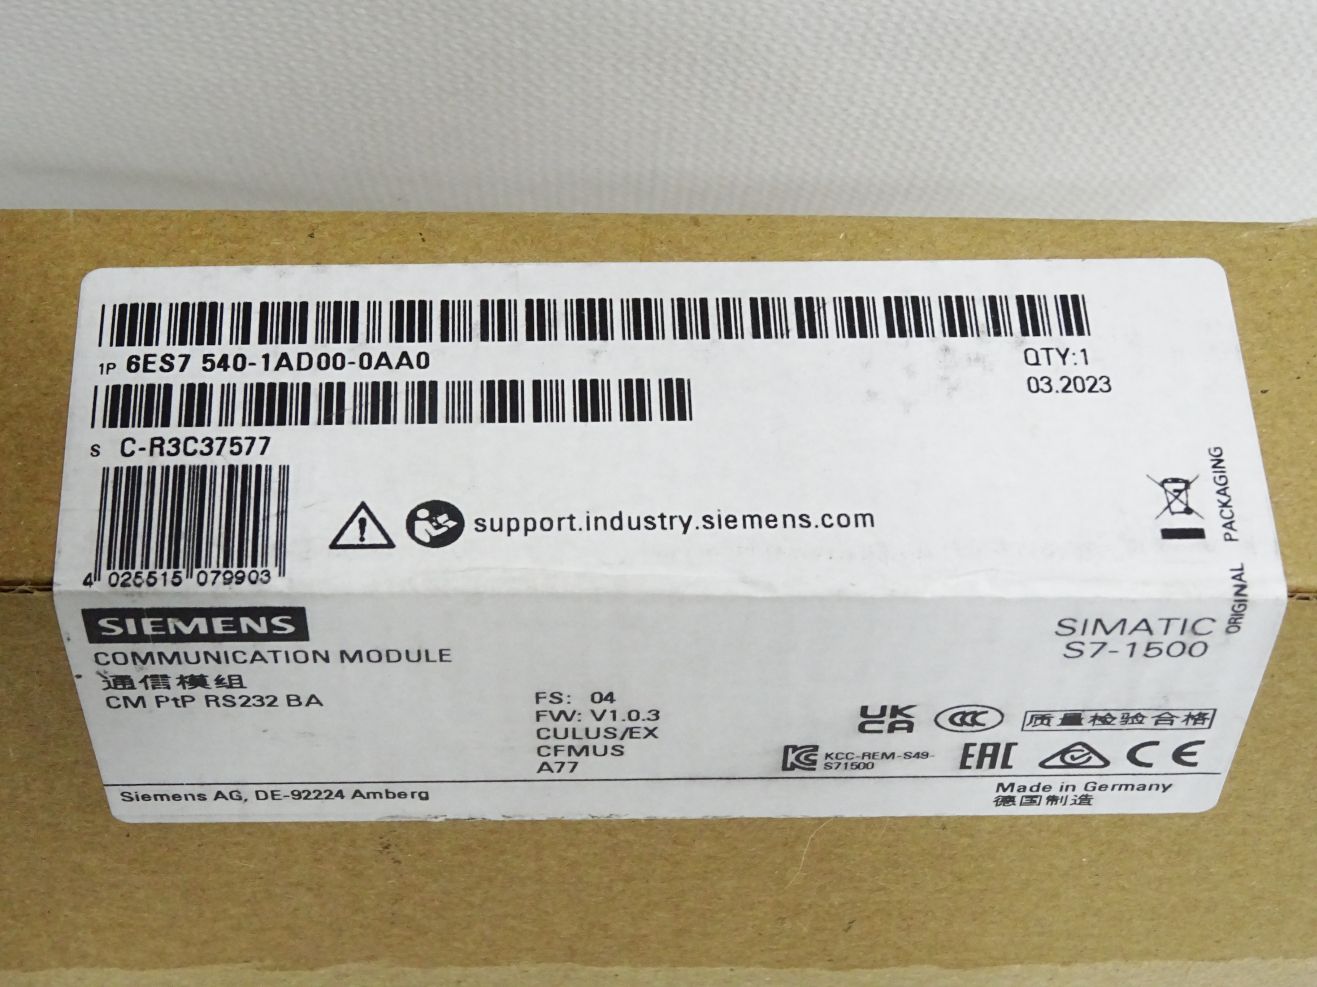 1P 6ES7 540-1AD00-0AA0
QTY:1
03.2023
S C-R3C37577
4 025515 079903
support.industry.siemens.com
ORIGINAL PACKAGING
SIEMENS
COMMUNICATION MODULE
通信模组
CM PtP RS232 BA
SIMATIC
S7-1500
FS: 04
FW: V1.0.3
CULUS/EX
CFMUS
A77
UK
CA
CCC
质量检验合格
KCC-REM-S49-
S71500
EAC
CE
Siemens AG, DE-92224 Amberg
Made in Germany
德国制造